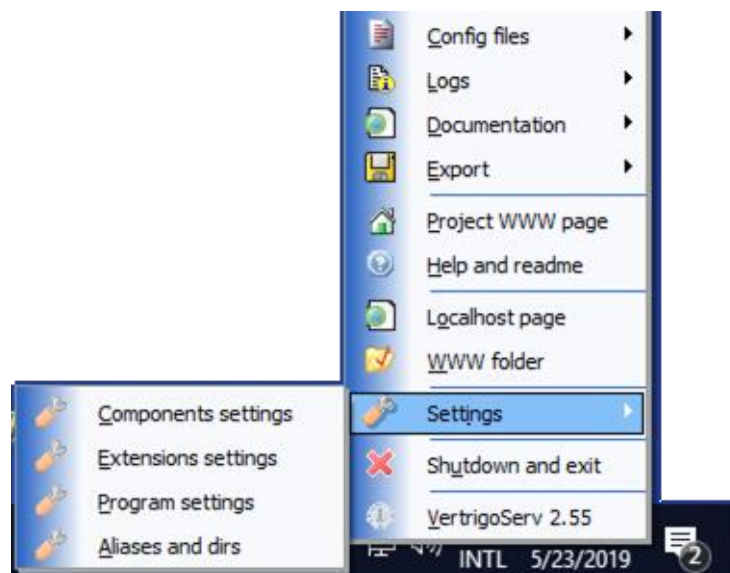 Config files
Logs
Documentation
Export
Project WWW page
Help and readme
Localhost page
WWW folder
Settings
Components settings
Extensions settings
Program settings
Aliases and dirs
Shutdown and exit
VertrigoServ 2.55
INTL 5/23/2019
2